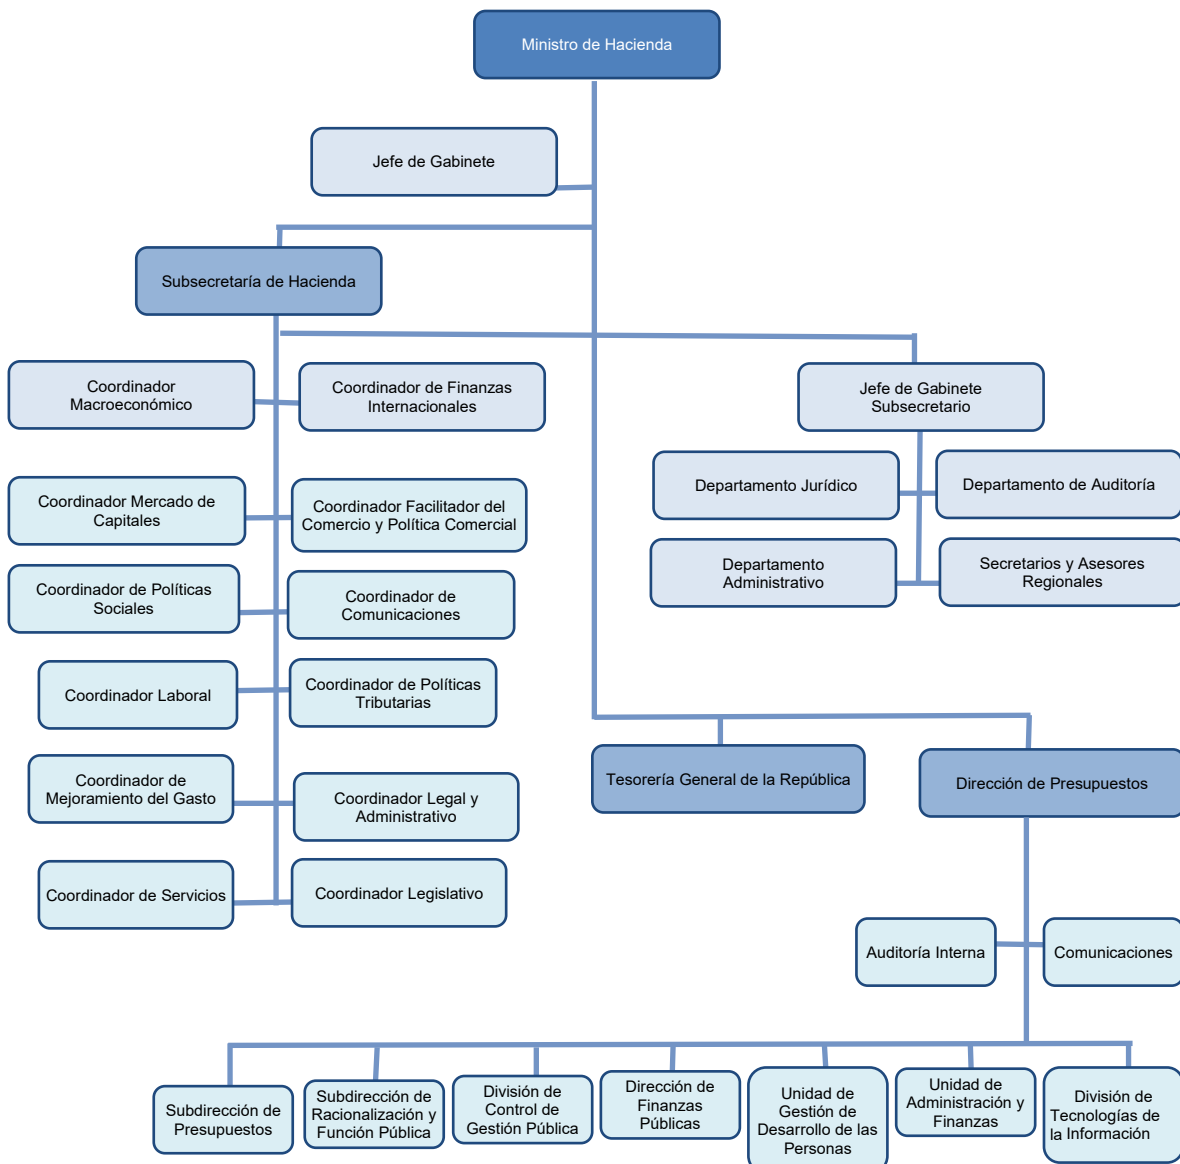 Ministro de Hacienda
Jefe de Gabinete
Subsecretaría de Hacienda
Coordinador
Macroeconómico
Coordinador de Finanzas
Internacionales
Jefe de Gabinete
Subsecretario
Departamento Jurídico
Departamento de Auditoría
Departamento
Administrativo
Secretarios y Asesores
Regionales
Coordinador Mercado de
Capitales
Coordinador Facilitador del
Comercio y Política Comercial
Coordinador de Políticas
Sociales
Coordinador de
Comunicaciones
Coordinador Laboral
Coordinador de Políticas
Tributarias
Coordinador de
Mejoramiento del Gasto
Coordinador Legal y
Administrativo
Coordinador de Servicios
Coordinador Legislativo
Tesorería General de la República
Dirección de Presupuestos
Auditoría Interna
Comunicaciones
Subdirección de
Presupuestos
Subdirección de
Racionalización y
Función Pública
División de
Control de
Gestión Pública
Dirección de
Finanzas
Públicas
Unidad de
Gestión de
Desarrollo de las
Personas
Unidad de
Administración y
Finanzas
División de
Tecnologías de
la Información